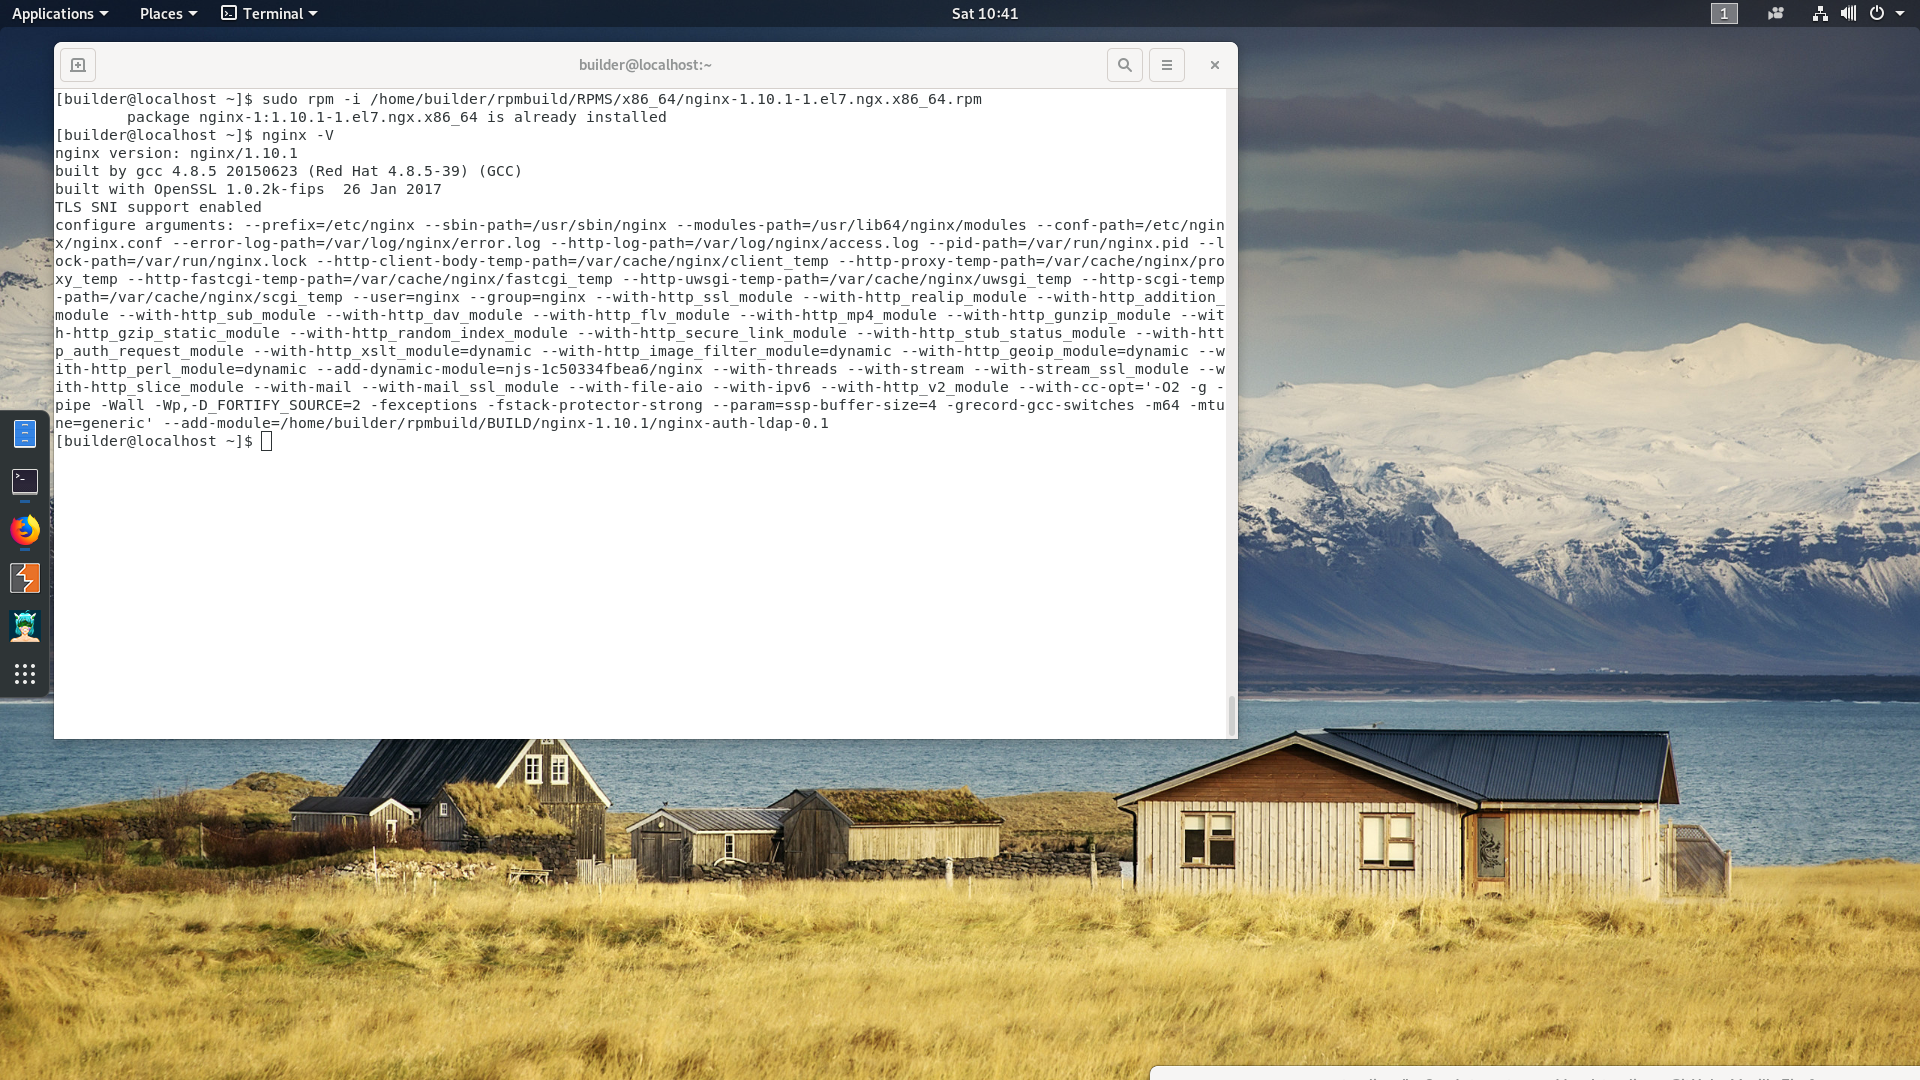 Applications Places Terminal Sat 10:41 1
builder@localhost:~
[builder@localhost ~]$ sudo rpm -i /home/builder/rpmbuild/RPMS/x86_64/nginx-1.10.1-1.el7.ngx.x86_64.rpm
package nginx-1:1.10.1-1.el7.ngx.x86_64 is already installed
[builder@localhost ~]$ nginx -V
nginx version: nginx/1.10.1
built by gcc 4.8.5 20150623 (Red Hat 4.8.5-39) (GCC)
built with OpenSSL 1.0.2k-fips  26 Jan 2017
TLS SNI support enabled
configure arguments: --prefix=/etc/nginx --sbin-path=/usr/sbin/nginx --modules-path=/usr/lib64/nginx/modules --conf-path=/etc/ngin
x/nginx.conf --error-log-path=/var/log/nginx/error.log --http-log-path=/var/log/nginx/access.log --pid-path=/var/run/nginx.pid --l
ock-path=/var/run/nginx.lock --http-client-body-temp-path=/var/cache/nginx/client_temp --http-proxy-temp-path=/var/cache/nginx/pro
xy_temp --http-fastcgi-temp-path=/var/cache/nginx/fastcgi_temp --http-uwsgi-temp-path=/var/cache/nginx/uwsgi_temp --http-scgi-temp
-path=/var/cache/nginx/scgi_temp --user=nginx --group=nginx --with-http_ssl_module --with-http_realip_module --with-http_addition_
module --with-http_sub_module --with-http_dav_module --with-http_flv_module --with-http_mp4_module --with-http_gunzip_module --wit
h-http_gzip_static_module --with-http_random_index_module --with-http_secure_link_module --with-http_stub_status_module --with-htt
p_auth_request_module --with-http_xslt_module=dynamic --with-http_image_filter_module=dynamic --with-http_geoip_module=dynamic --w
ith-http_perl_module=dynamic --add-dynamic-module=njs-1c50334fbea6/nginx --with-threads --with-stream --with-stream_ssl_module --w
ith-http_slice_module --with-mail --with-mail_ssl_module --with-file-aio --with-ipv6 --with-http_v2_module --with-cc-opt='-O2 -g -
pipe -Wall -Wp,-D_FORTIFY_SOURCE=2 -fexceptions -fstack-protector-strong --param=ssp-buffer-size=4 -grecord-gcc-switches -m64 -mtu
ne=generic' --add-module=/home/builder/rpmbuild/BUILD/nginx-1.10.1/nginx-auth-ldap-0.1
[builder@localhost ~]$